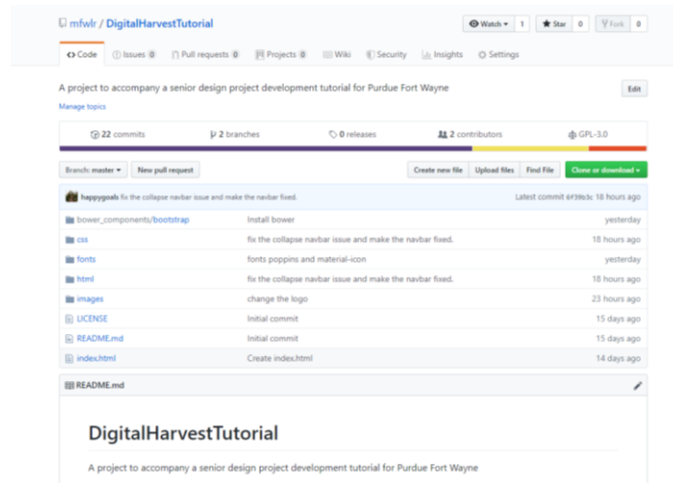 mfwlr / DigitalHarvestTutorial
Watch 1 Star 0 Fork 0
Code Issues 0 Pull requests 0 Projects 0 Wiki Security Insights Settings
A project to accompany a senior design project development tutorial for Purdue Fort Wayne Edit
Manage topics
22 commits 2 branches 0 releases 2 contributors GPL-3.0
Branch: master New pull request Create new file Upload files Find File Clone or download
happygoals fix the collapse navbar issue and make the navbar fixed. Latest commit 6f39b3c 18 hours ago
bower_components/bootstrap Install bower yesterday
css fix the collapse navbar issue and make the navbar fixed. 18 hours ago
fonts fonts poppins and material-icon yesterday
html fix the collapse navbar issue and make the navbar fixed. 18 hours ago
images change the logo 23 hours ago
LICENSE Initial commit 15 days ago
README.md Initial commit 15 days ago
index.html Create index.html 14 days ago
README.md
DigitalHarvestTutorial
A project to accompany a senior design project development tutorial for Purdue Fort Wayne